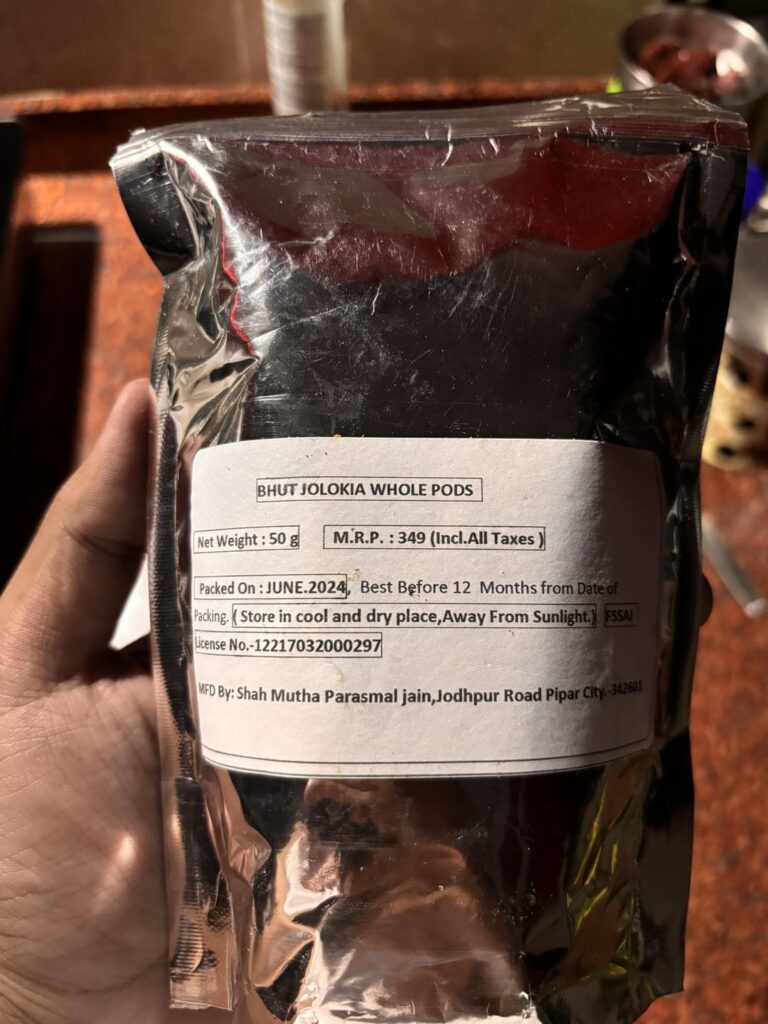 BHUT JOLOKIA WHOLE PODS
Net Weight : 50 g M.R.P. : 349 (Incl.All Taxes )
Packed On : JUNE.2024, Best Before 12 Months from Date of
Packing. ( Store in cool and dry place,Away From Sunlight.) FSSAI
License No.-12217032000297
MFD By: Shah Mutha Parasmal jain,Jodhpur Road Pipar City.-342601